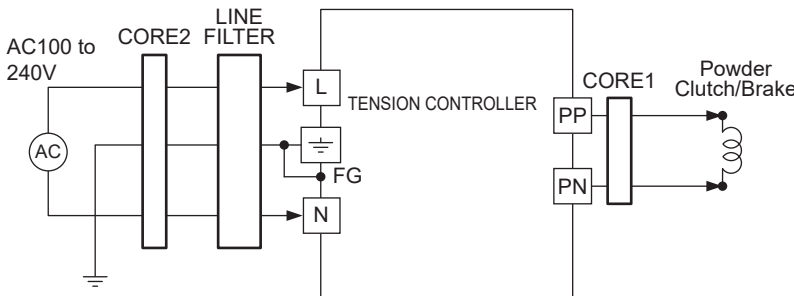 AC100 to
240V
CORE2
LINE
FILTER
L
TENSION CONTROLLER
CORE1
Powder
Clutch/Brake
PP
AC
FG
PN
N